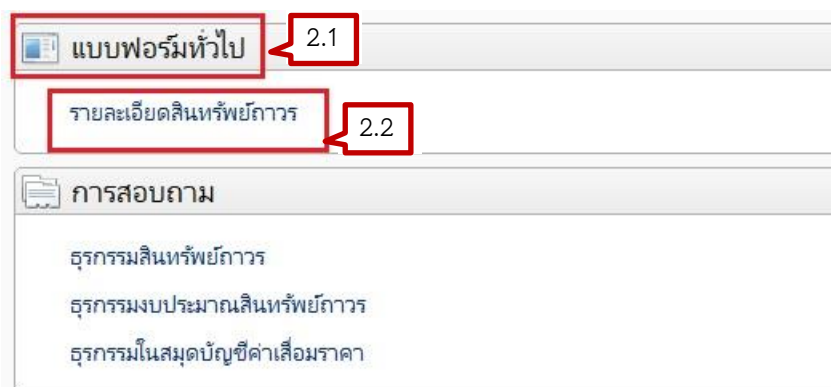 แบบฟอร์มทั่วไป 2.1
รายละเอียดสินทรัพย์ถาวร 2.2
การสอบถาม
ธุรกรรมสินทรัพย์ถาวร
ธุรกรรมงบประมาณสินทรัพย์ถาวร
ธุรกรรมในสมุดบัญชีค่าเสื่อมราคา